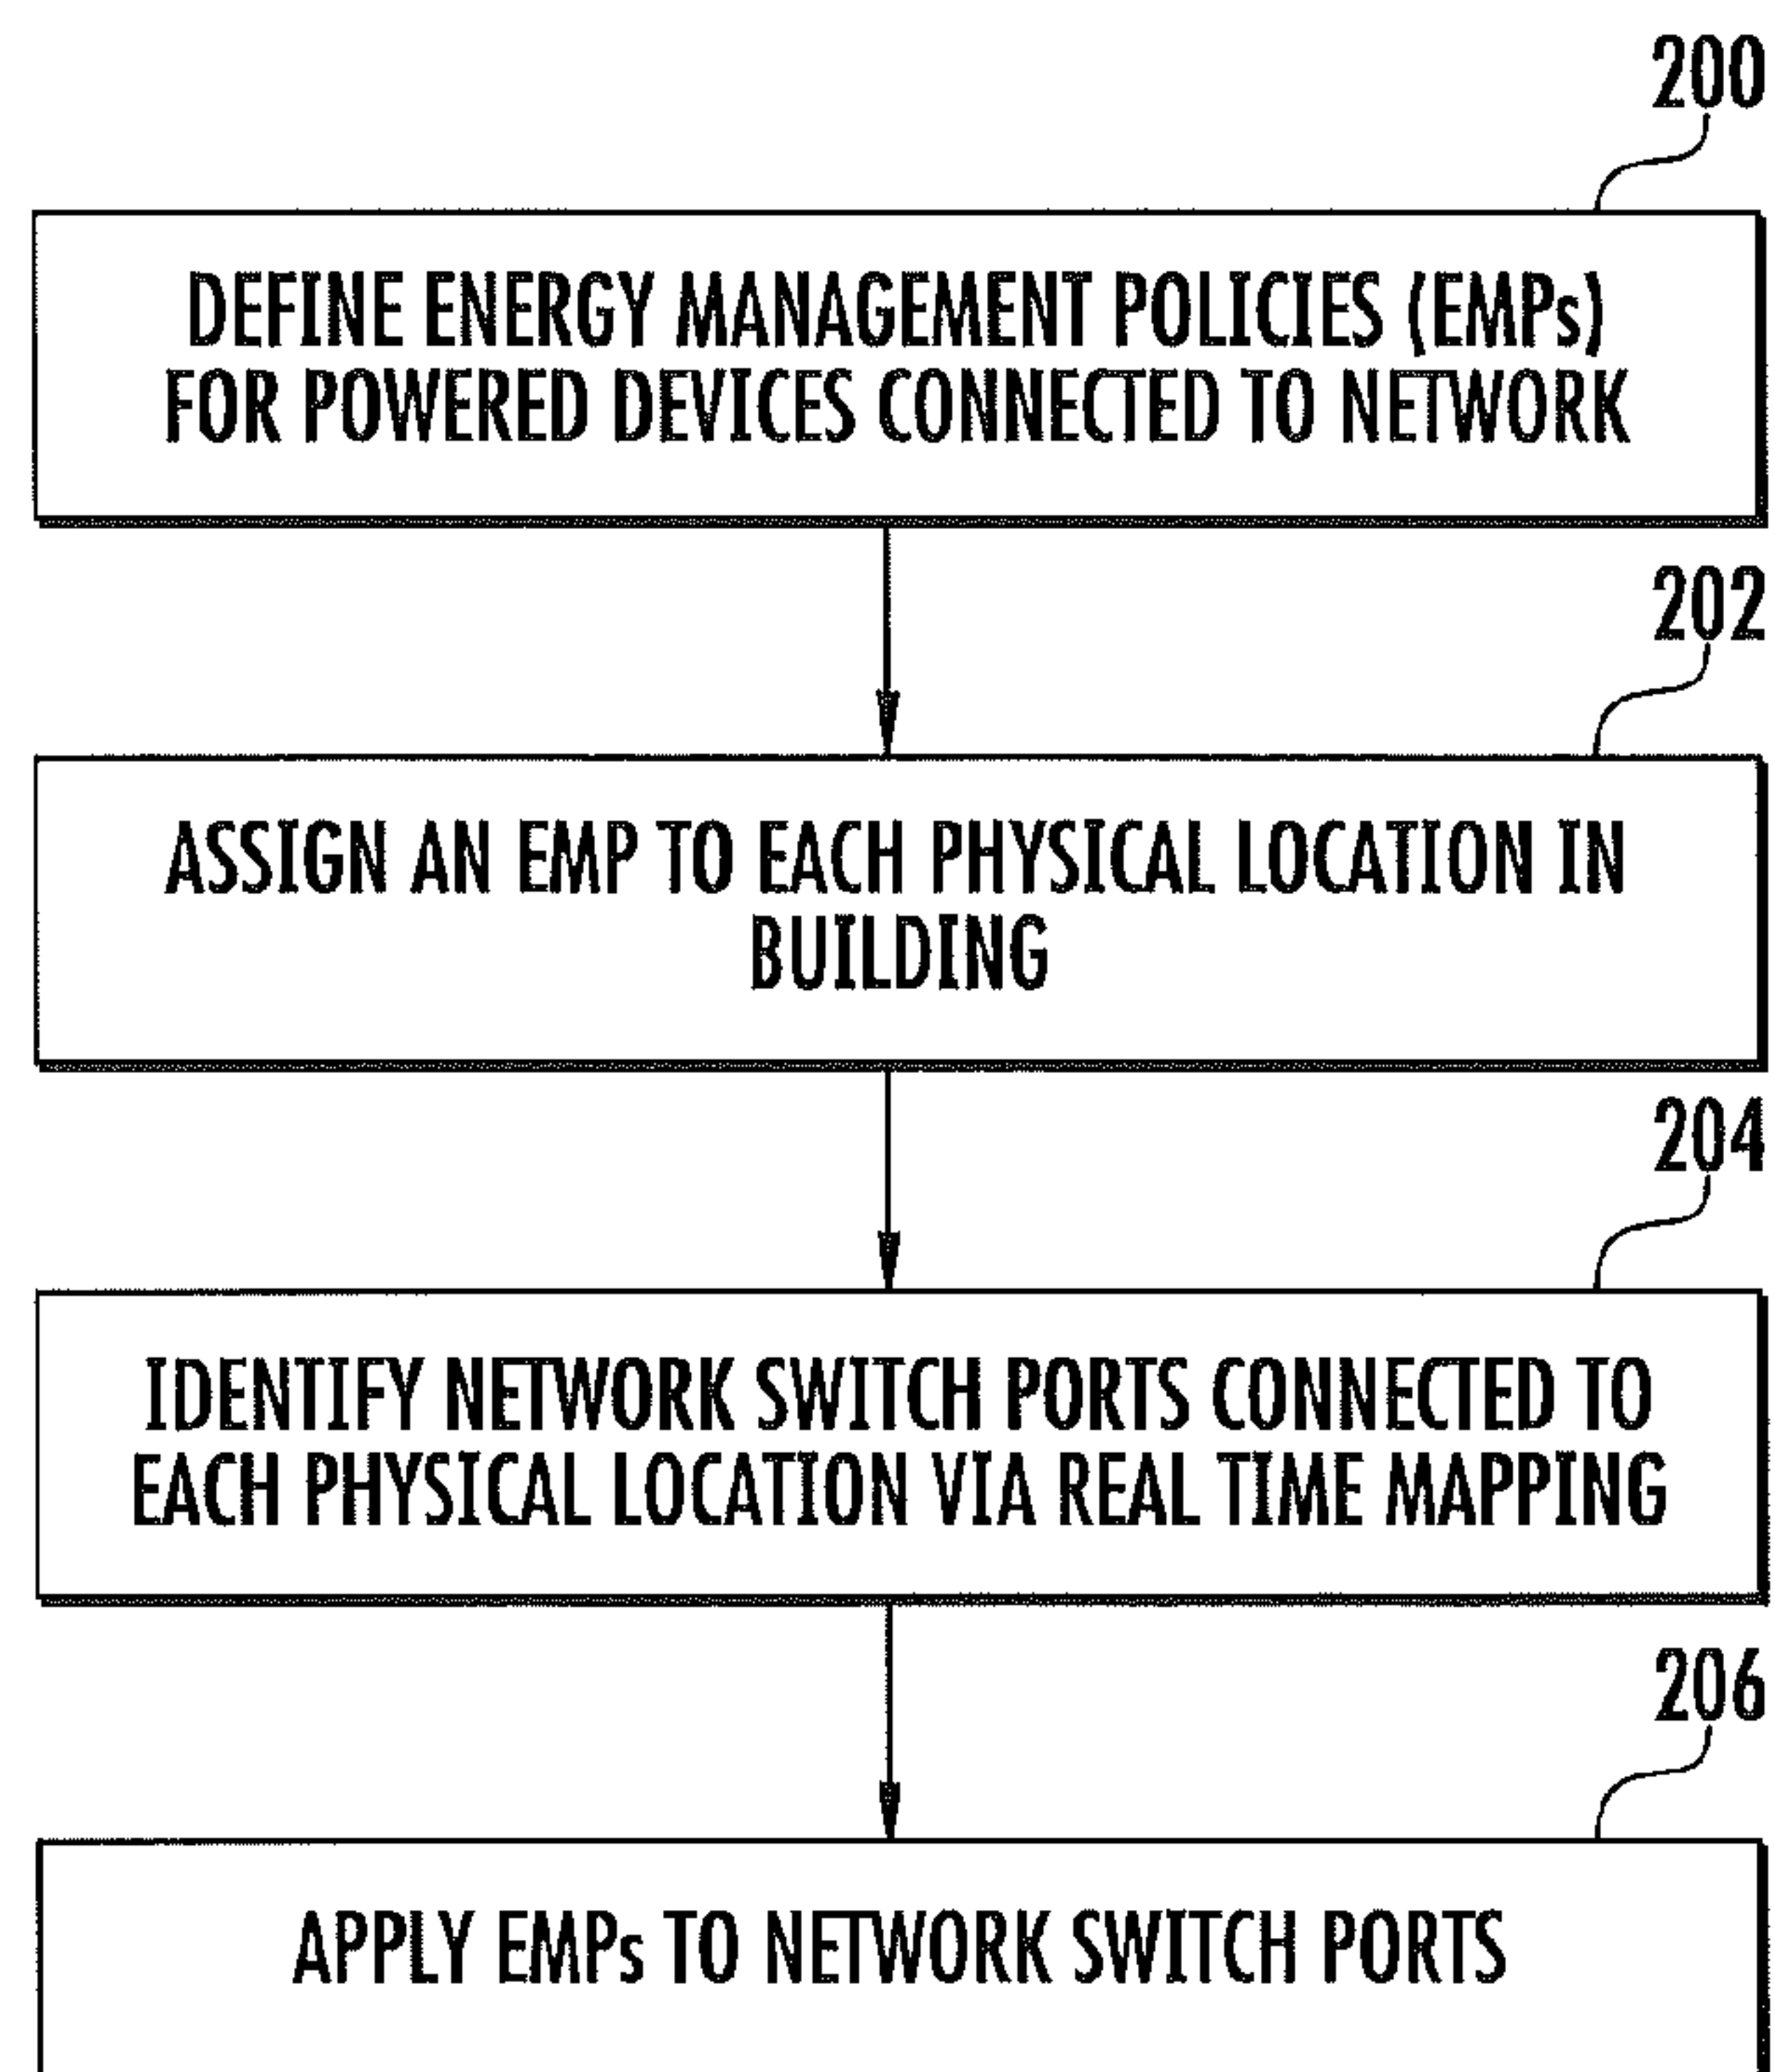 200
DEFINE ENERGY MANAGEMENT POLICIES (EMPs)
FOR POWERED DEVICES CONNECTED TO NETWORK
202
ASSIGN AN EMP TO EACH PHYSICAL LOCATION IN
BUILDING
204
IDENTIFY NETWORK SWITCH PORTS CONNECTED TO
EACH PHYSICAL LOCATION VIA REAL TIME MAPPING
206
APPLY EMPs TO NETWORK SWITCH PORTS